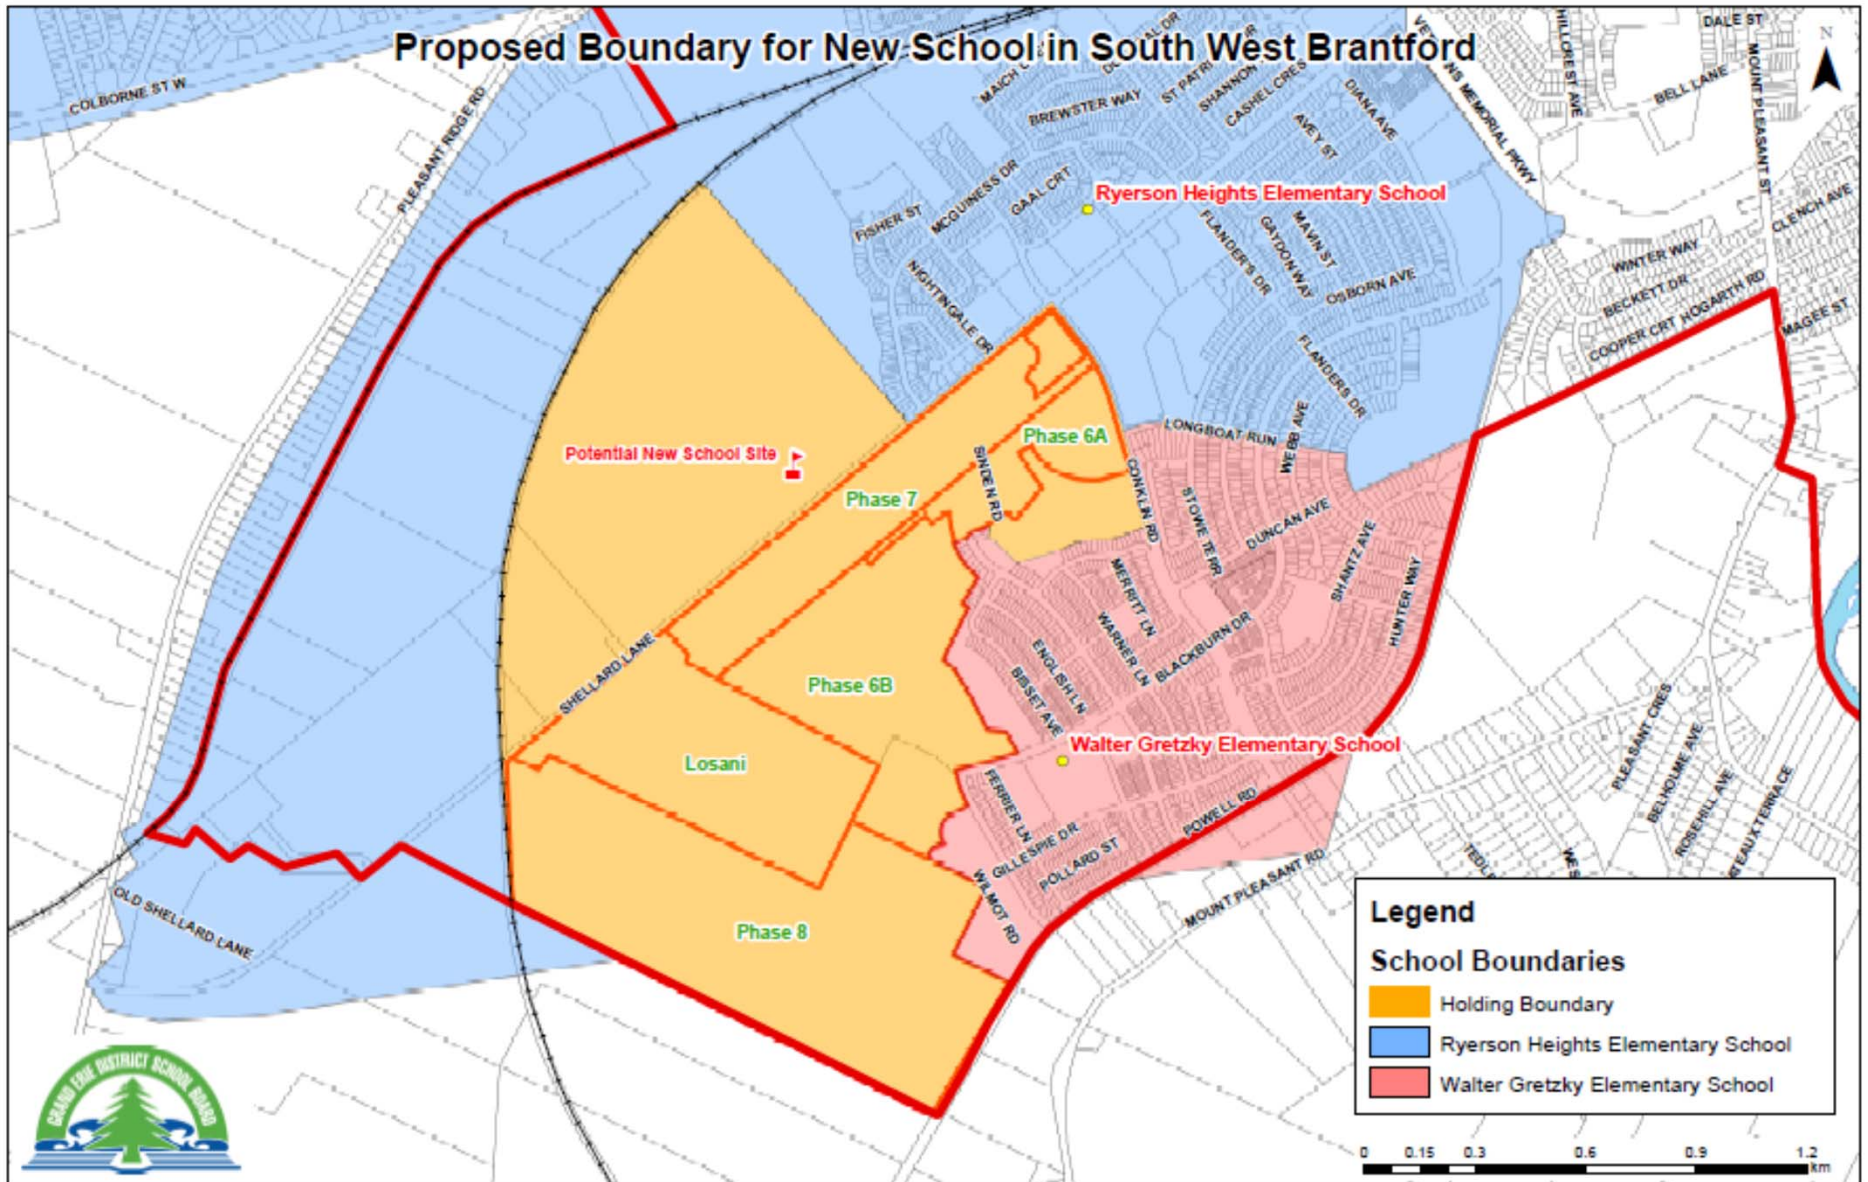 Proposed Boundary for New School in South West Brantford
N
COLBORNE ST W
PLEASANT RIDGE RD
BREWSTER WAY
CASHEL CRES
AVEY ST
DIANA AVE
VETERANS MEMORIAL PKWY
HILLCREST AVE
DALE ST
BELL LANE
MOUNT PLEASANT ST
CLENCH AVE
Ryerson Heights Elementary School
FISHER ST
MCGUINESS DR
GAAL CRT
NIGHTINGALE DR
FLANDER'S DR
GAYDON WAY
MAVIN ST
OSBORN AVE
WINTER WAY
BECKETT DR
COOPER CRT
HOGARTH RD
MAGEE ST
FLANDERS DR
Potential New School Site
Phase 6A
LONGBOAT RUN
WEBB AVE
Phase 7
SINDEN RD
CONKLIN RD
STOWE TERR
DUNCAN AVE
SHANTZ AVE
HUNTER WAY
MERRITT LN
WARNER LN
ENGLISH LN
BISSET AVE
BLACKBURN DR
SHELLARD LANE
Phase 6B
Losani
Walter Gretzky Elementary School
FERRIER LN
GILLESPIE DR
POLLARD ST
POWELL RD
WILMOT RD
MOUNT PLEASANT RD
PLEASANT CRES
BELHOLME AVE
ROSEHILL AVE
OLD SHELLARD LANE
Phase 8
Legend
School Boundaries
Holding Boundary
Ryerson Heights Elementary School
Walter Gretzky Elementary School
GRAND ERIE DISTRICT SCHOOL BOARD
0 0.15 0.3 0.6 0.9 1.2
km